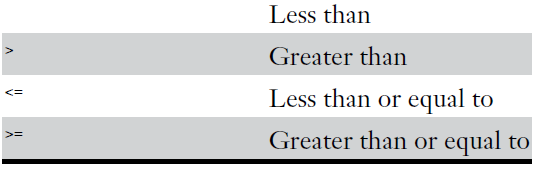 Less than
> Greater than
<= Less than or equal to
>= Greater than or equal to